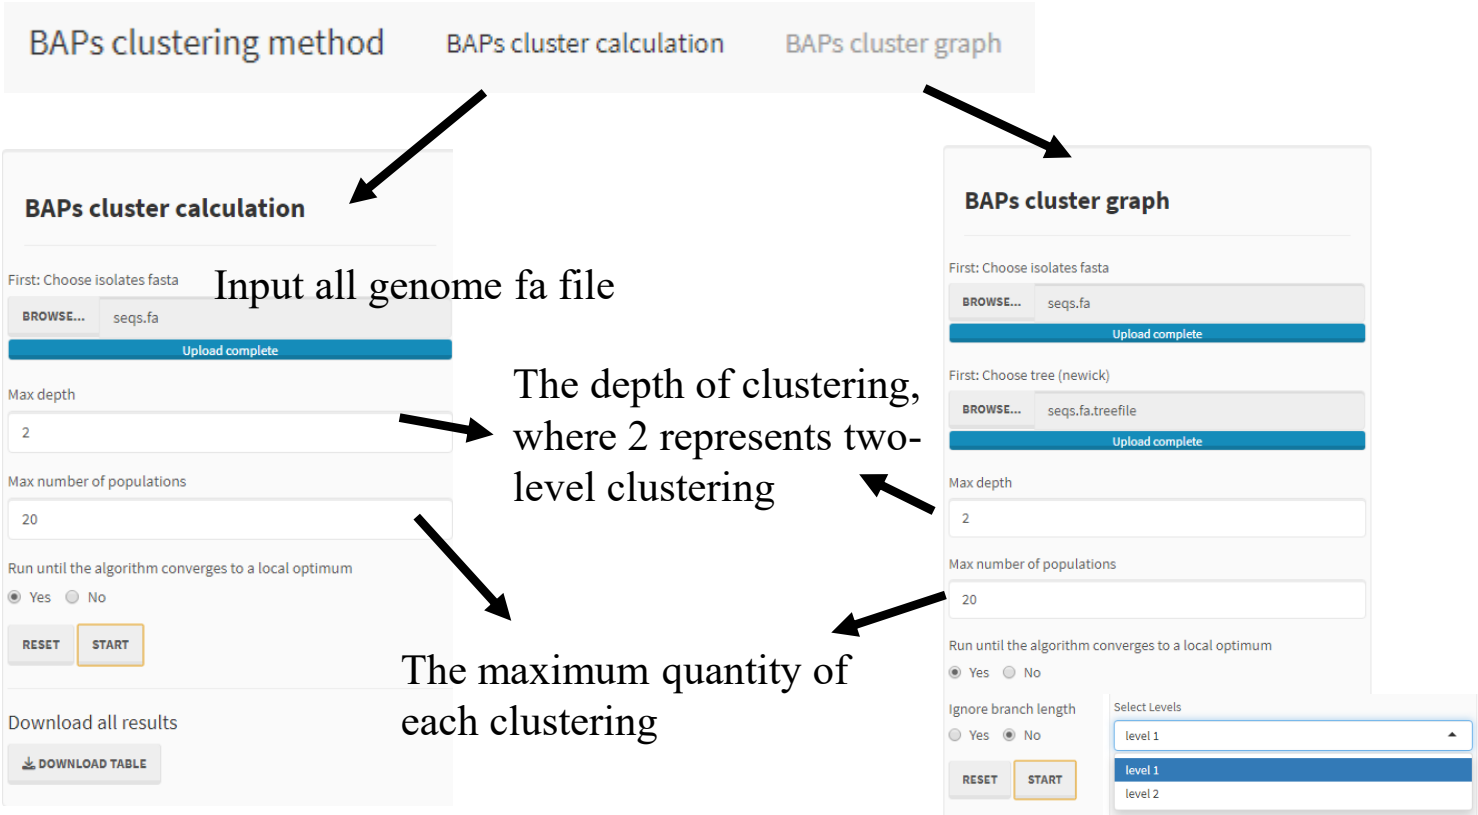 BAPs clustering method BAPs cluster calculation BAPs cluster graph
BAPs cluster calculation
First: Choose isolates fasta
Input all genome fa file
BROWSE... seqs.fa
Upload complete
Max depth
2
Max number of populations
20
Run until the algorithm converges to a local optimum
Yes No
RESET START
Download all results
DOWNLOAD TABLE
The depth of clustering,
where 2 represents two-
level clustering
The maximum quantity of
each clustering
BAPs cluster graph
First: Choose isolates fasta
BROWSE... seqs.fa
Upload complete
First: Choose tree (newick)
BROWSE... seqs.fa.treefile
Upload complete
Max depth
2
Max number of populations
20
Run until the algorithm converges to a local optimum
Yes No
Ignore branch length
Yes No
RESET START
Select Levels
level 1
level 1
level 2